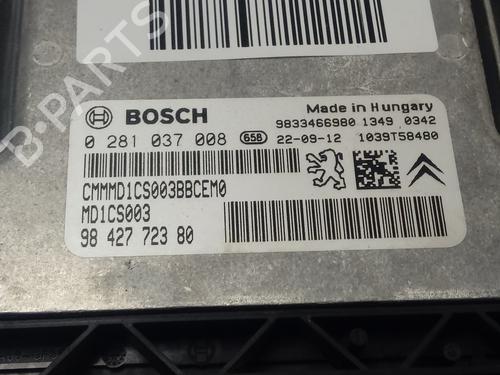 B-Parts
BOSCH
Made in Hungary
0 281 037 008 65B
9833466980 1349 0342
22-09-12 1039T58480
CMMMD1CS003BBCEM0
MD1CS003
98 427 723 80